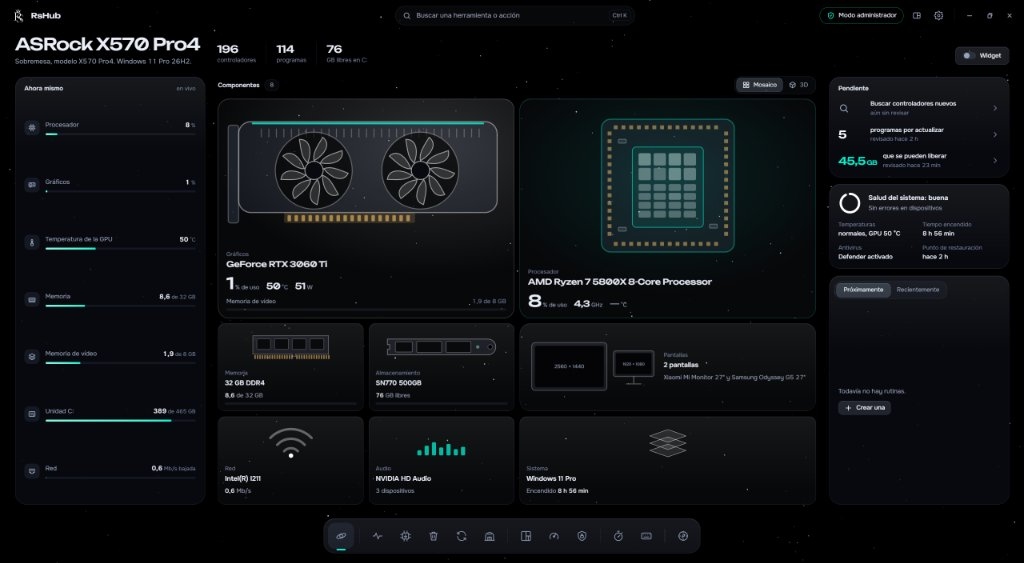 RsHub
Buscar una herramienta o acción
Ctrl K
Modo administrador
ASRock X570 Pro4
Sobremesa, modelo X570 Pro4. Windows 11 Pro 26H2.
196
controladores
114
programas
76
GB libres en C:
Widget
Ahora mismo
en vivo
Procesador
8 %
Gráficos
1 %
Temperatura de la GPU
50 °C
Memoria
8,6 de 32 GB
Memoria de vídeo
1,9 de 8 GB
Unidad C:
389 de 465 GB
Red
0,6 Mb/s bajada
Componentes
8
Mosaico
3D
Gráficos
GeForce RTX 3060 Ti
1 % de uso
50 °C
51 W
Memoria de vídeo
1,9 de 8 GB
Procesador
AMD Ryzen 7 5800X 8-Core Processor
8 % de uso
4,3 GHz
— °C
Memoria
32 GB DDR4
8,6 de 32 GB
Almacenamiento
SN770 500GB
76 GB libres
2560 × 1440
1920 × 1080
Pantallas
2 pantallas
Xiaomi Mi Monitor 27" y Samsung Odyssey G5 27"
Red
Intel(R) I211
0,6 Mb/s
Audio
NVIDIA HD Audio
3 dispositivos
Sistema
Windows 11 Pro
Encendido 8 h 56 min
Pendiente
Buscar controladores nuevos
aún sin revisar
5
programas por actualizar
revisado hace 2 h
45,5 GB
que se pueden liberar
revisado hace 23 min
Salud del sistema: buena
Sin errores en dispositivos
Temperaturas
normales, GPU 50 °C
Tiempo encendido
8 h 56 min
Antivirus
Defender activado
Punto de restauración
hace 2 h
Próximamente
Recientemente
Todavía no hay rutinas.
+ Crear una